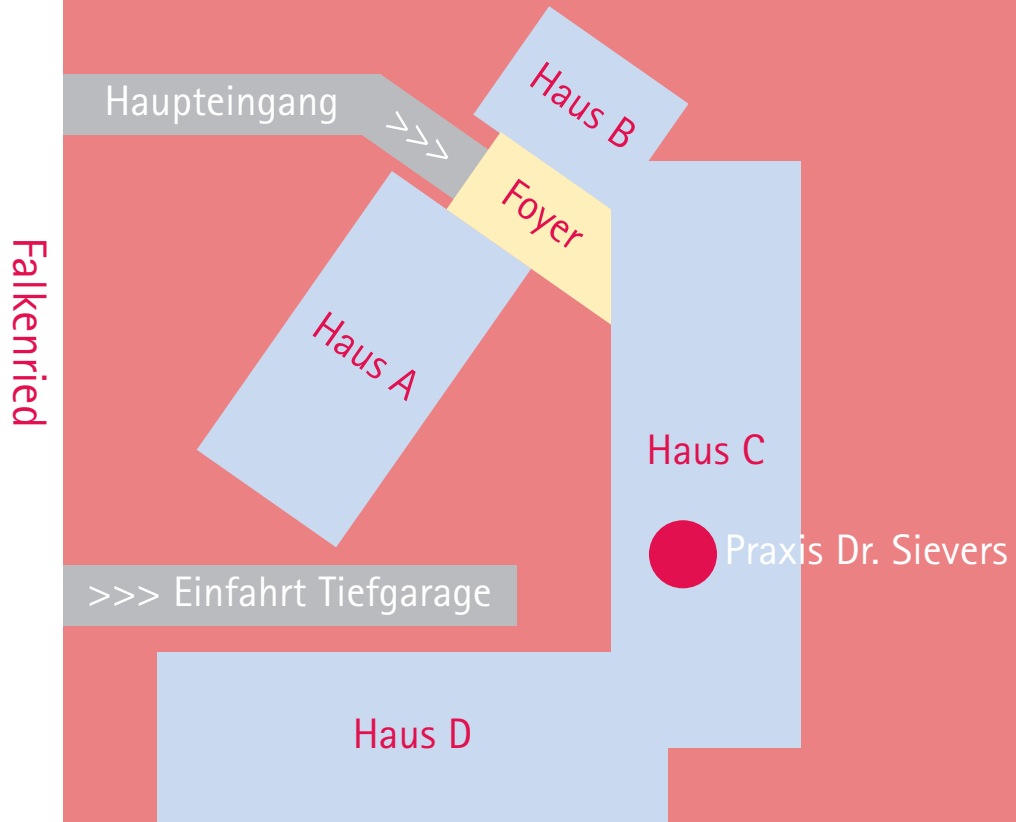 Haus B
Haupteingang >>>
Foyer
Falkenried
Haus A
Haus C
Praxis Dr. Sievers
>>> Einfahrt Tiefgarage
Haus D